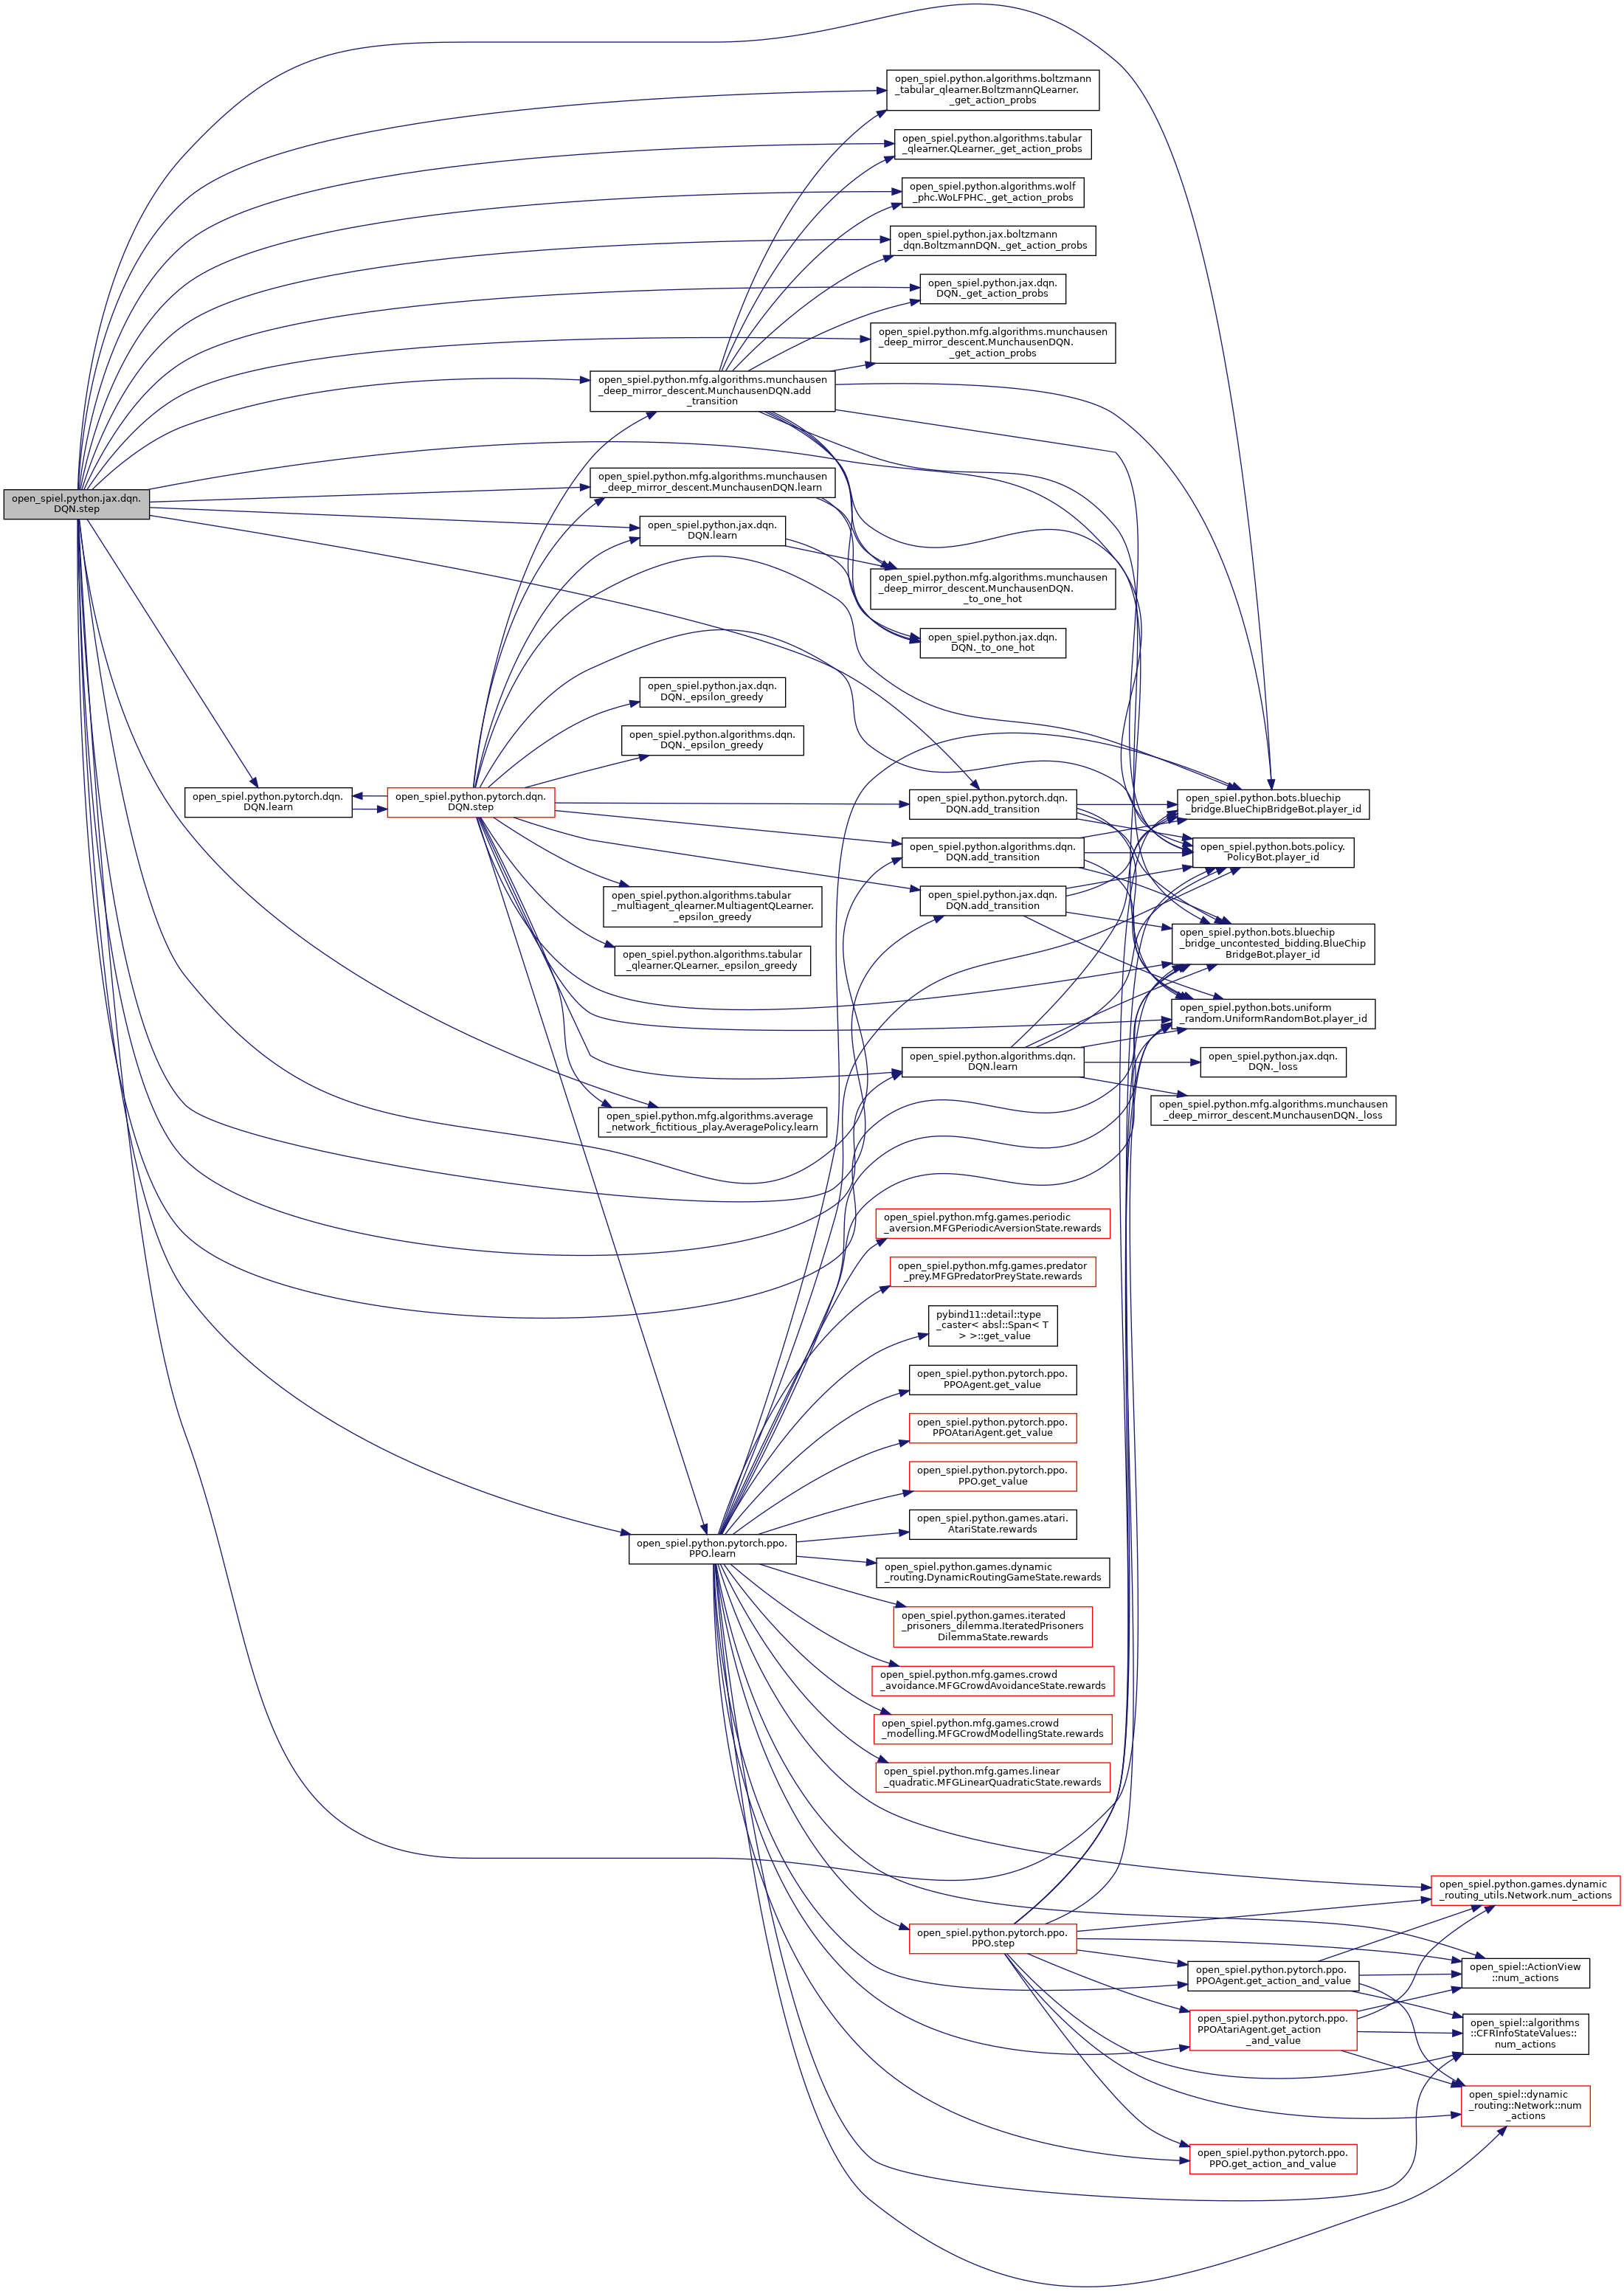 open_spiel.python.algorithms.boltzmann
_tabular_qlearner.BoltzmannQLearner.
_get_action_probs
open_spiel.python.algorithms.tabular
_qlearner.QLearner._get_action_probs
open_spiel.python.algorithms.wolf
_phc.WoLFPHC._get_action_probs
open_spiel.python.jax.boltzmann
_dqn.BoltzmannDQN._get_action_probs
open_spiel.python.jax.dqn.
DQN._get_action_probs
open_spiel.python.mfg.algorithms.munchausen
_deep_mirror_descent.MunchausenDQN.
_get_action_probs
open_spiel.python.mfg.algorithms.munchausen
_deep_mirror_descent.MunchausenDQN.add
_transition
open_spiel.python.mfg.algorithms.munchausen
_deep_mirror_descent.MunchausenDQN.learn
open_spiel.python.jax.dqn.
DQN.step
open_spiel.python.jax.dqn.
DQN.learn
open_spiel.python.mfg.algorithms.munchausen
_deep_mirror_descent.MunchausenDQN.
_to_one_hot
open_spiel.python.jax.dqn.
DQN._to_one_hot
open_spiel.python.jax.dqn.
DQN._epsilon_greedy
open_spiel.python.algorithms.dqn.
DQN._epsilon_greedy
open_spiel.python.pytorch.dqn.
DQN.learn
open_spiel.python.pytorch.dqn.
DQN.step
open_spiel.python.pytorch.dqn.
DQN.add_transition
open_spiel.python.bots.bluechip
_bridge.BlueChipBridgeBot.player_id
open_spiel.python.algorithms.dqn.
DQN.add_transition
open_spiel.python.bots.policy.
PolicyBot.player_id
open_spiel.python.algorithms.tabular
_multiagent_qlearner.MultiagentQLearner.
_epsilon_greedy
open_spiel.python.jax.dqn.
DQN.add_transition
open_spiel.python.bots.bluechip
_bridge_uncontested_bidding.BlueChip
BridgeBot.player_id
open_spiel.python.algorithms.tabular
_qlearner.QLearner._epsilon_greedy
open_spiel.python.bots.uniform
_random.UniformRandomBot.player_id
open_spiel.python.algorithms.dqn.
DQN.learn
open_spiel.python.jax.dqn.
DQN._loss
open_spiel.python.mfg.algorithms.munchausen
_deep_mirror_descent.MunchausenDQN._loss
open_spiel.python.mfg.algorithms.average
_network_fictitious_play.AveragePolicy.learn
open_spiel.python.mfg.games.periodic
_aversion.MFGPeriodicAversionState.rewards
open_spiel.python.mfg.games.predator
_prey.MFGPredatorPreyState.rewards
pybind11::detail::type
_caster< absl::Span< T
> >::get_value
open_spiel.python.pytorch.ppo.
PPOAgent.get_value
open_spiel.python.pytorch.ppo.
PPOAtariAgent.get_value
open_spiel.python.pytorch.ppo.
PPO.get_value
open_spiel.python.games.atari.
AtariState.rewards
open_spiel.python.pytorch.ppo.
PPO.learn
open_spiel.python.games.dynamic
_routing.DynamicRoutingGameState.rewards
open_spiel.python.games.iterated
_prisoners_dilemma.IteratedPrisoners
DilemmaState.rewards
open_spiel.python.mfg.games.crowd
_avoidance.MFGCrowdAvoidanceState.rewards
open_spiel.python.mfg.games.crowd
_modelling.MFGCrowdModellingState.rewards
open_spiel.python.mfg.games.linear
_quadratic.MFGLinearQuadraticState.rewards
open_spiel.python.games.dynamic
_routing_utils.Network.num_actions
open_spiel.python.pytorch.ppo.
PPO.step
open_spiel.python.pytorch.ppo.
PPOAgent.get_action_and_value
open_spiel::ActionView
::num_actions
open_spiel.python.pytorch.ppo.
PPOAtariAgent.get_action
_and_value
open_spiel::algorithms
::CFRInfoStateValues::
num_actions
open_spiel::dynamic
_routing::Network::num
_actions
open_spiel.python.pytorch.ppo.
PPO.get_action_and_value